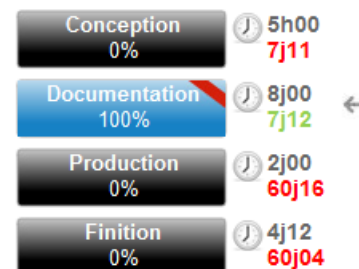 Conception
0%
5h00
7j11
Documentation
100%
8j00
7j12
Production
0%
2j00
60j16
Finition
0%
4j12
60j04